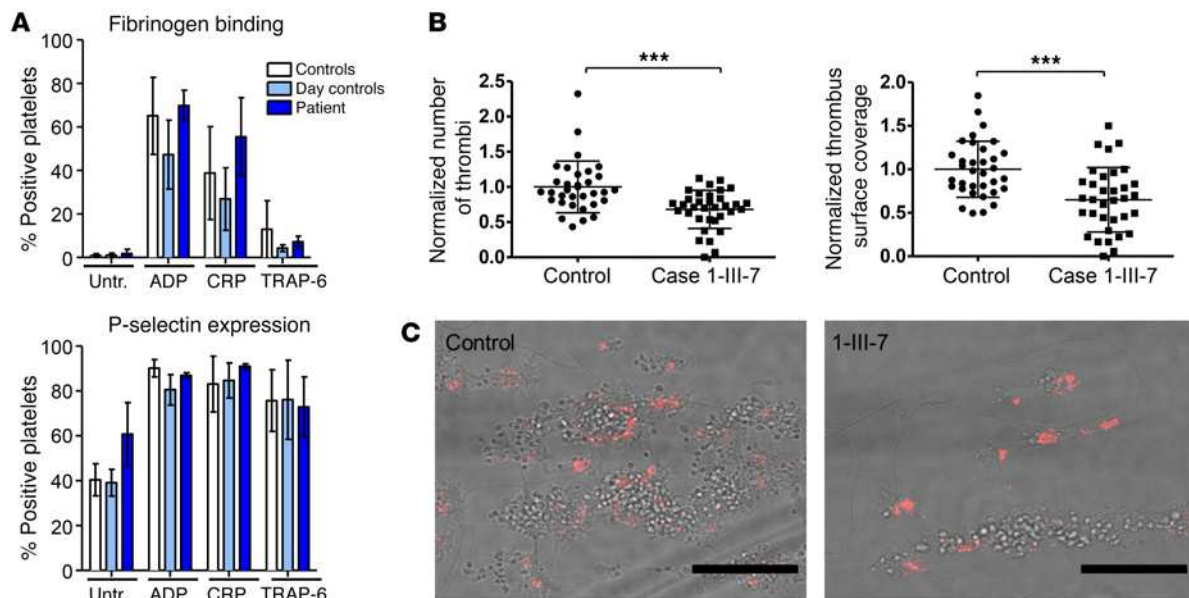 A
Fibrinogen binding
% Positive platelets
100
80
60
40
20
0
Controls
Day controls
Patient
Untr.
ADP
CRP
TRAP-6
P-selectin expression
% Positive platelets
100
80
60
40
20
0
Untr.
ADP
CRP
TRAP-6
B
Normalized number
of thrombi
2.5
2.0
1.5
1.0
0.5
0.0
***
Control
Case 1-III-7
Normalized thrombus
surface coverage
2.0
1.5
1.0
0.5
0.0
***
Control
Case 1-III-7
C
Control
1-III-7